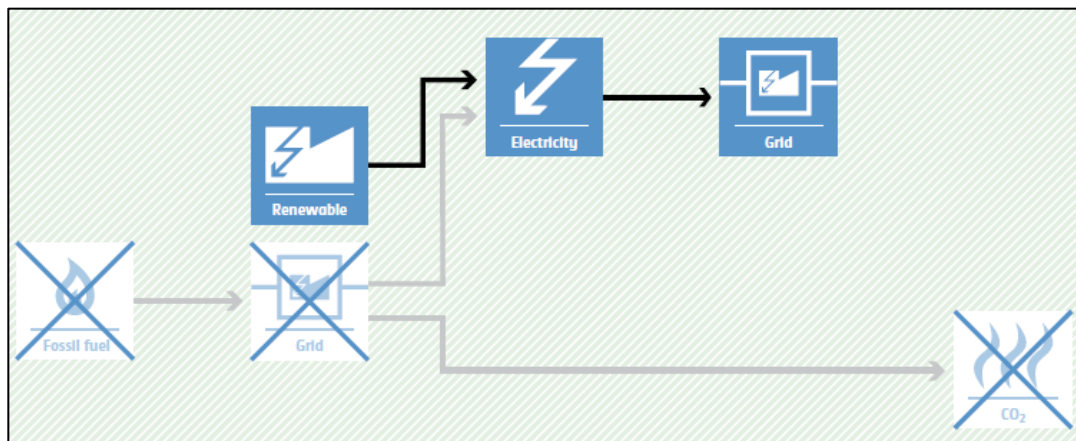 Electricity
Grid
Renewable
Fossil fuel
Grid
CO₂